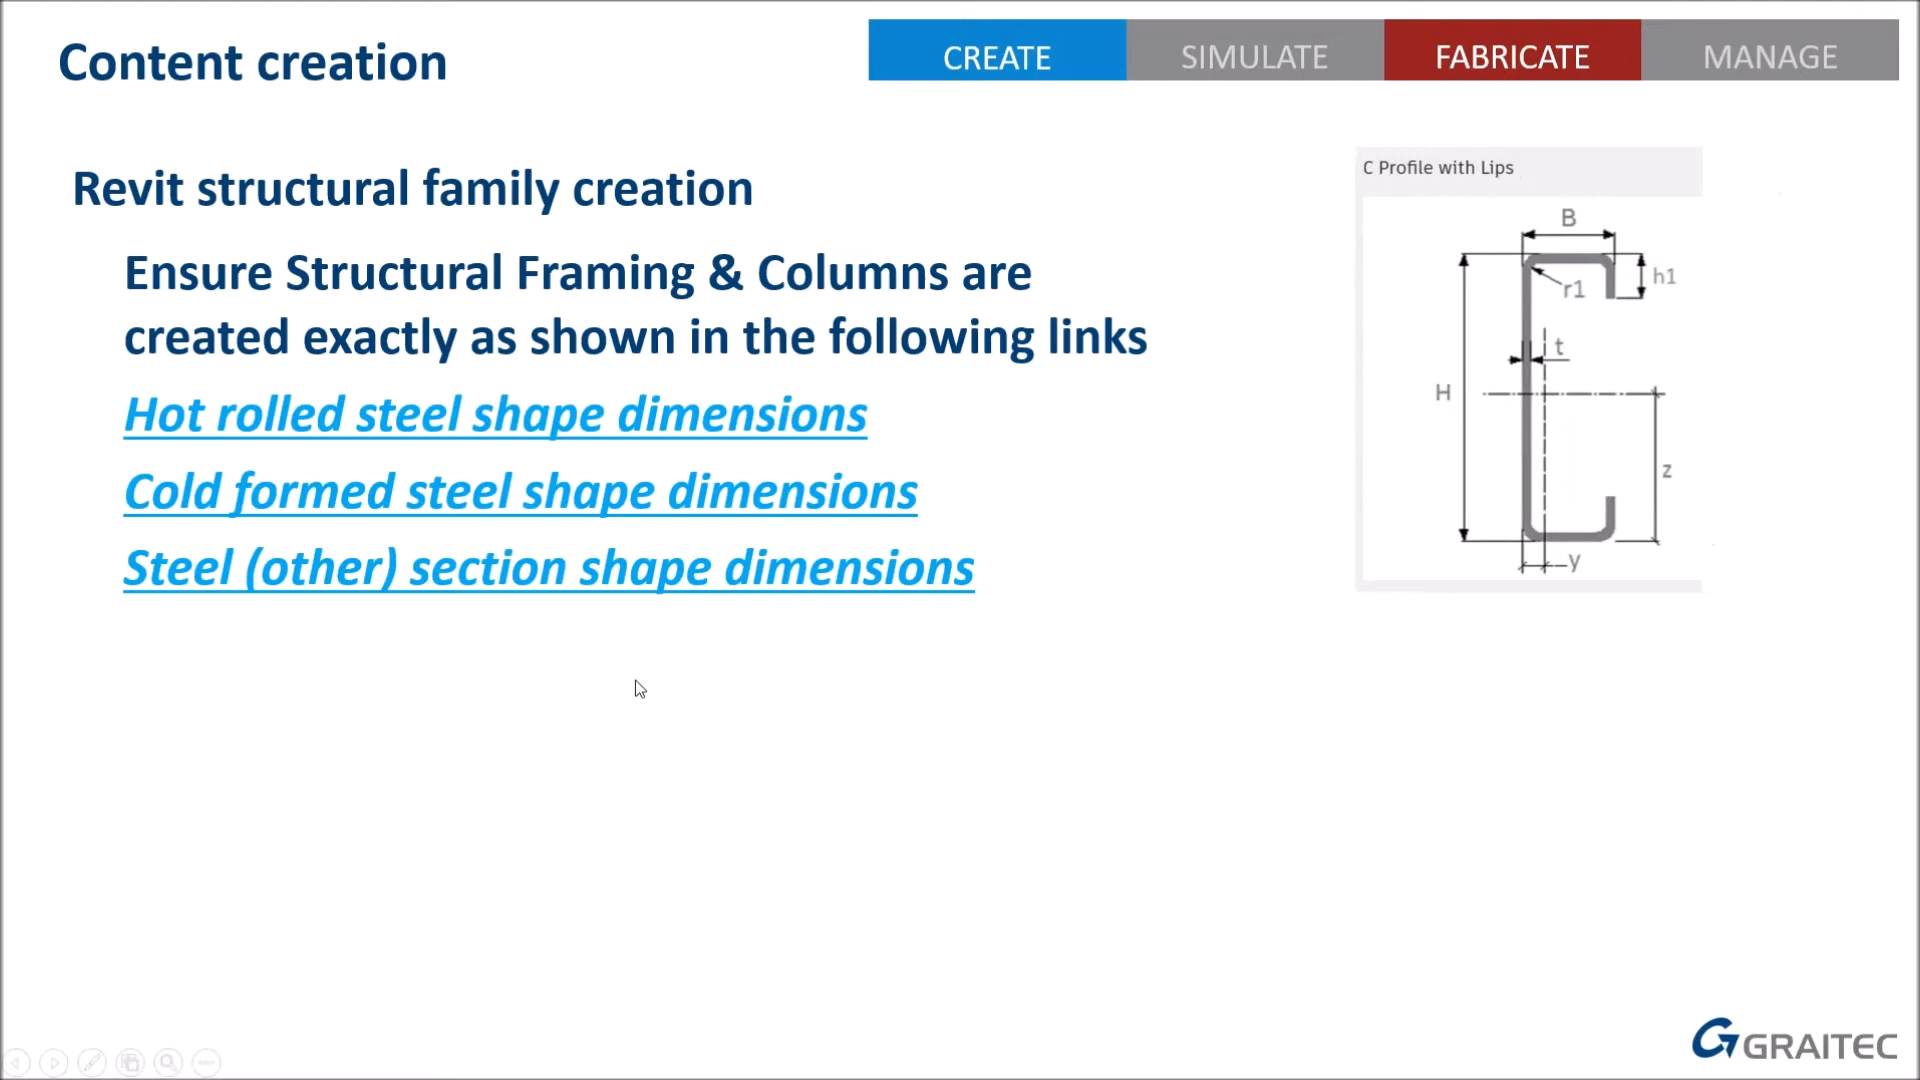 Content creation
CREATE
SIMULATE
FABRICATE
MANAGE
Revit structural family creation
Ensure Structural Framing & Columns are
created exactly as shown in the following links
Hot rolled steel shape dimensions
Cold formed steel shape dimensions
Steel (other) section shape dimensions
C Profile with Lips
B
r1
h1
t
H
z
y
GRAITEC